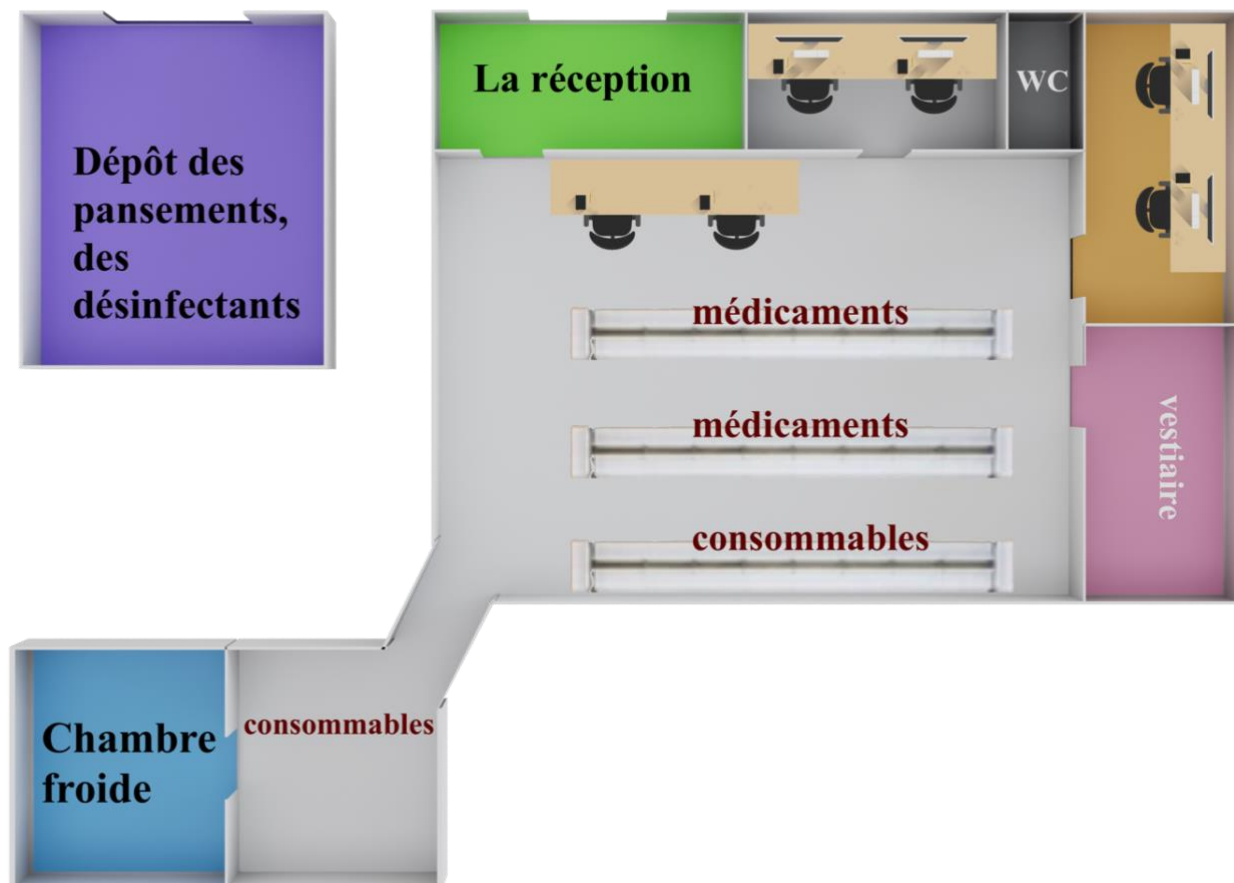 La réception
WC
Dépôt des
pansements,
des
désinfectants
médicaments
médicaments
vestiaire
consommables
Chambre
froide
consommables